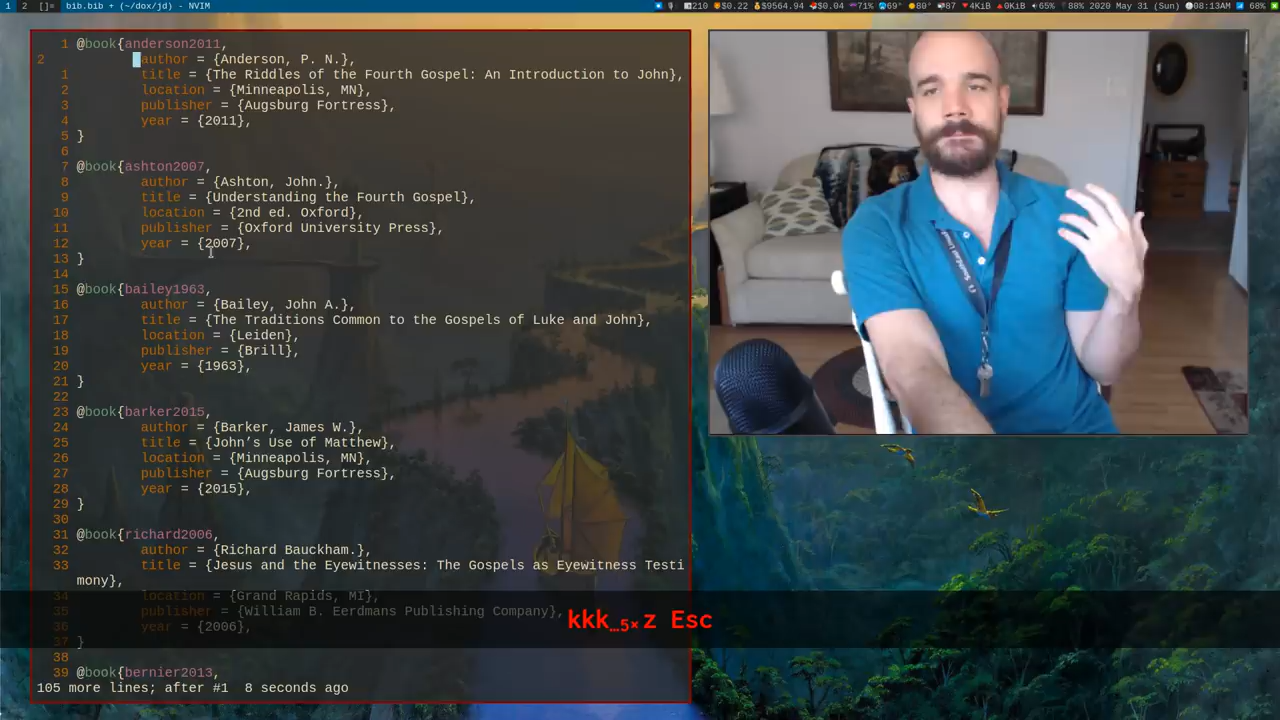 1 2 []= bib.bib + (~/dox/jd) - NVIM 210 $0.22 $9564.94 $0.04 71% 69° 80° 87 4KiB 0KiB 65% 88% 2020 May 31 (Sun) 08:13AM 68%
1 @book{anderson2011,
2 author = {Anderson, P. N.},
1 title = {The Riddles of the Fourth Gospel: An Introduction to John},
2 location = {Minneapolis, MN},
3 publisher = {Augsburg Fortress},
4 year = {2011},
5 }
6
7 @book{ashton2007,
8 author = {Ashton, John.},
9 title = {Understanding the Fourth Gospel},
10 location = {2nd ed. Oxford},
11 publisher = {Oxford University Press},
12 year = {2007},
13 }
14
15 @book{bailey1963,
16 author = {Bailey, John A.},
17 title = {The Traditions Common to the Gospels of Luke and John},
18 location = {Leiden},
19 publisher = {Brill},
20 year = {1963},
21 }
22
23 @book{barker2015,
24 author = {Barker, James W.},
25 title = {John’s Use of Matthew},
26 location = {Minneapolis, MN},
27 publisher = {Augsburg Fortress},
28 year = {2015},
29 }
30
31 @book{richard2006,
32 author = {Richard Bauckham.},
33 title = {Jesus and the Eyewitnesses: The Gospels as Eyewitness Testi
mony},
34 location = {Grand Rapids, MI},
35 publisher = {William B. Eerdmans Publishing Company},
36 year = {2006},
37 }
38
39 @book{bernier2013,
105 more lines; after #1 8 seconds ago
kkk…5× z Esc